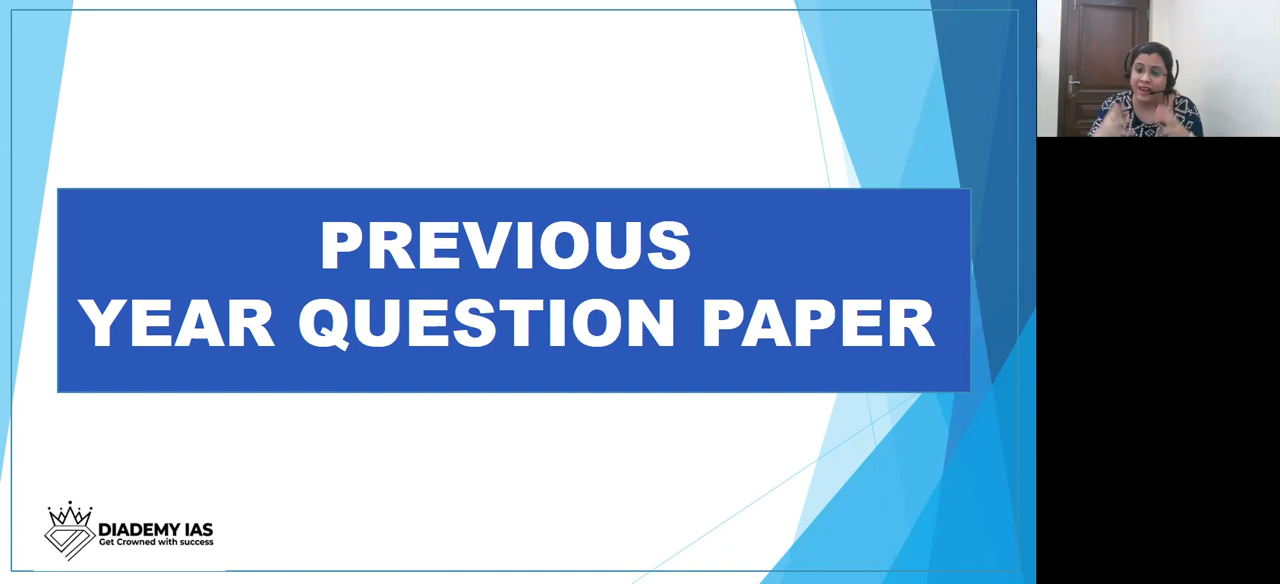 PREVIOUS
YEAR QUESTION PAPER
DIADEMY IAS
Get Crowned with success